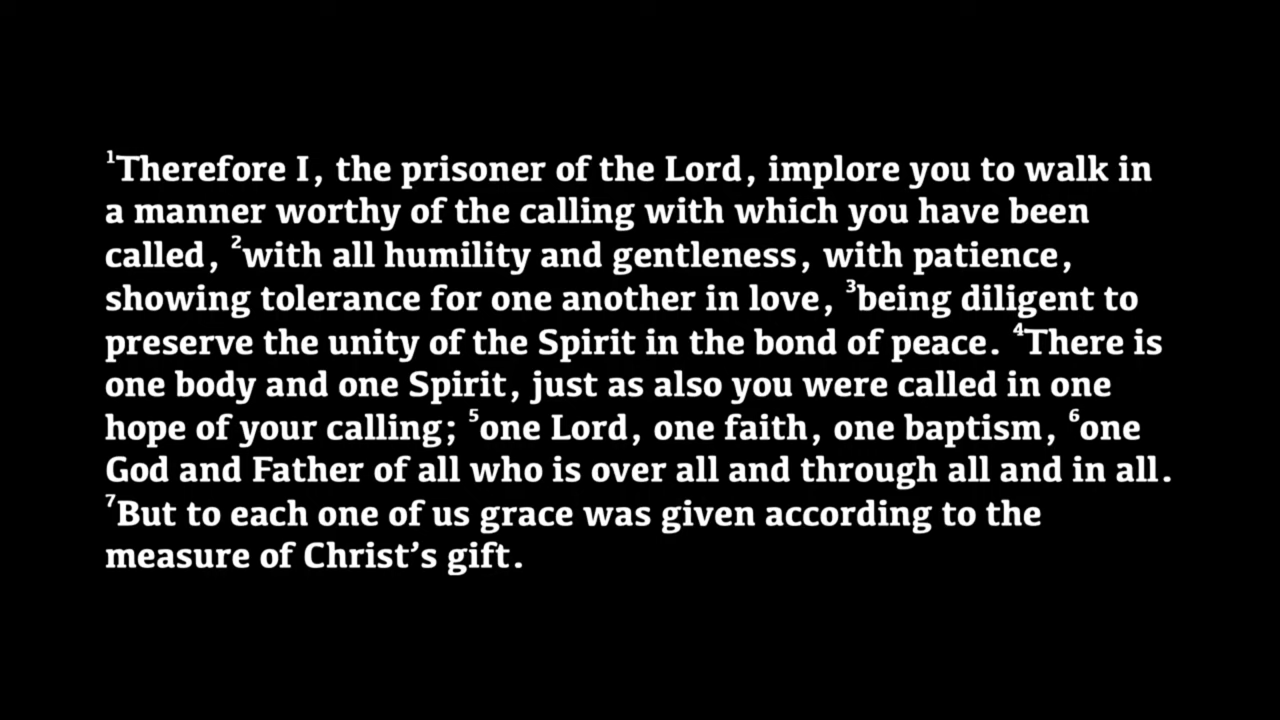 ¹Therefore I, the prisoner of the Lord, implore you to walk in
a manner worthy of the calling with which you have been
called, ²with all humility and gentleness, with patience,
showing tolerance for one another in love, ³being diligent to
preserve the unity of the Spirit in the bond of peace. ⁴There is
one body and one Spirit, just as also you were called in one
hope of your calling; ⁵one Lord, one faith, one baptism, ⁶one
God and Father of all who is over all and through all and in all.
⁷But to each one of us grace was given according to the
measure of Christ’s gift.